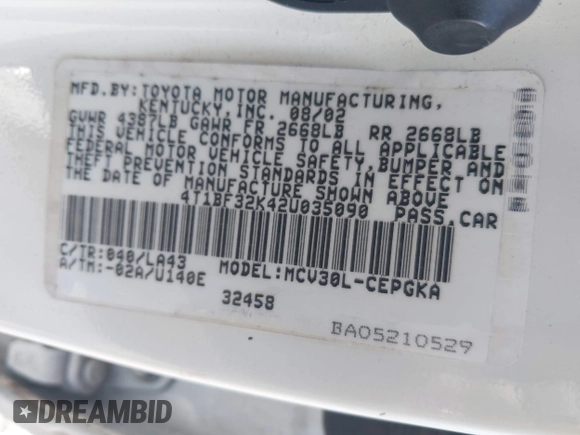 MFD.BY:TOYOTA MOTOR MANUFACTURING,
KENTUCKY, INC. 08/02
GVWR 4387LB GAWR FR 2668LB RR 2668LB
THIS VEHICLE CONFORMS TO ALL APPLICABLE
FEDERAL MOTOR VEHICLE SAFETY,BUMPER,AND
THEFT PREVENTION STANDARDS IN EFFECT ON
THE DATE OF MANUFACTURE SHOWN ABOVE
4T1BF32K42U035090 PASS.CAR
C/TR:040/LA43 MODEL:MCV30L-CEPGKA
A/TM:-02A/U140E
32458
BA05210529
DREAMBID